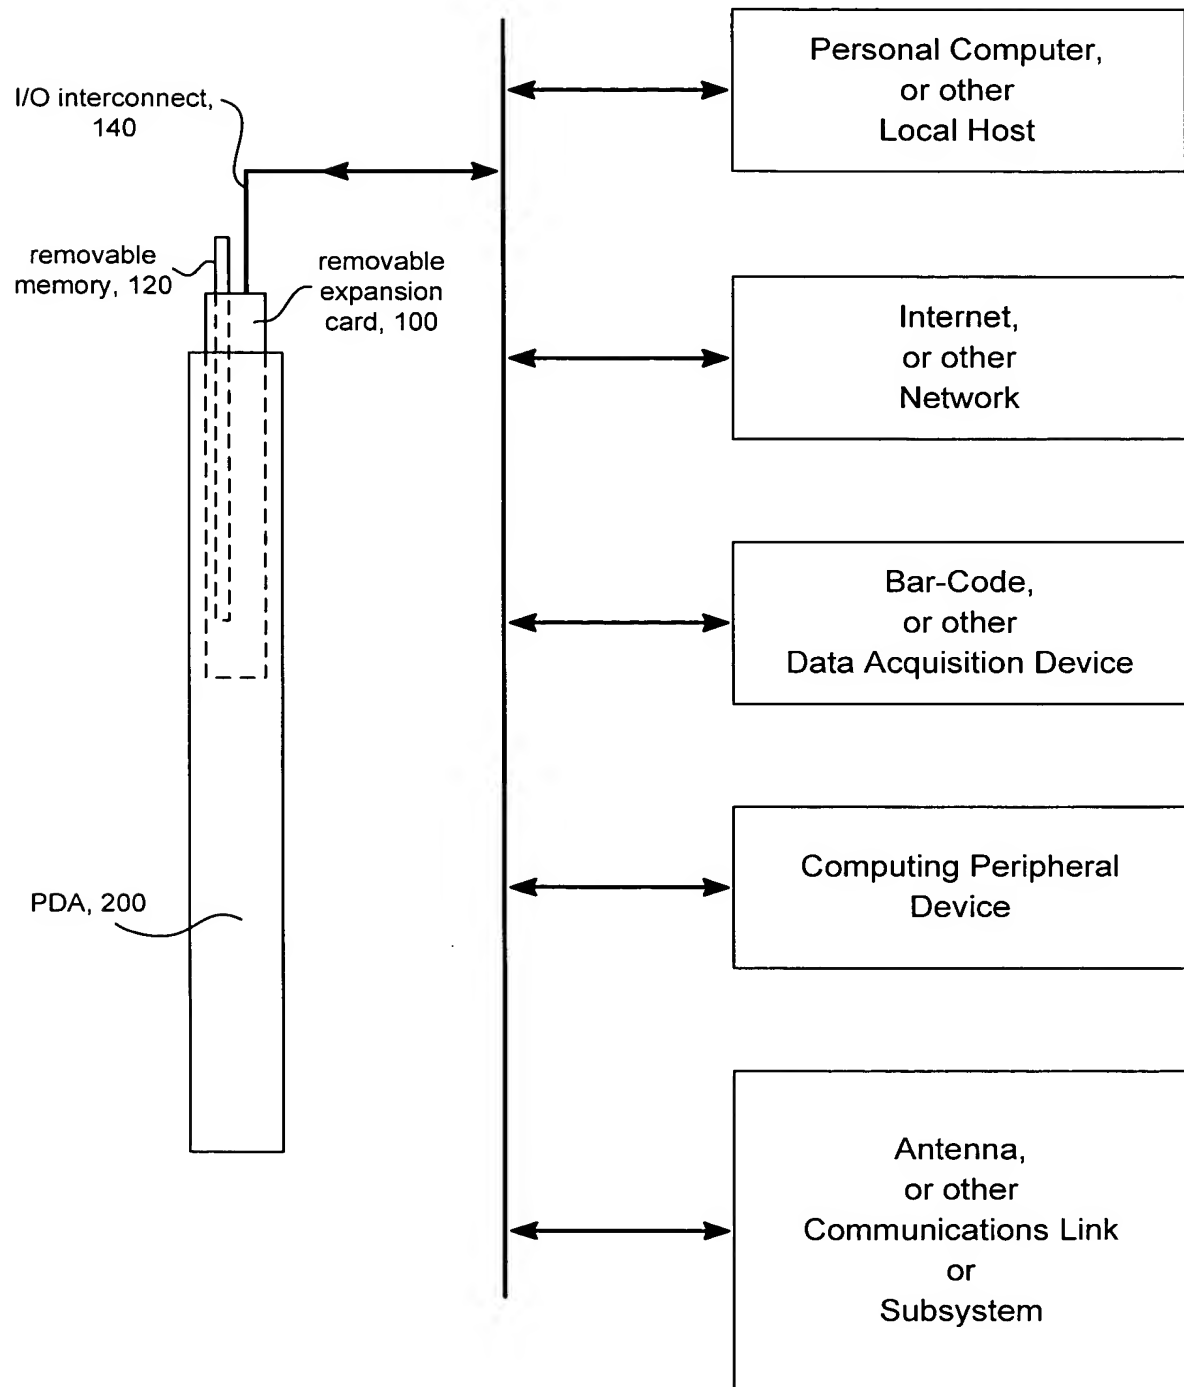 I/O interconnect,
140
removable
memory, 120
removable
expansion
card, 100
PDA, 200
Personal Computer,
or other
Local Host
Internet,
or other
Network
Bar-Code,
or other
Data Acquisition Device
Computing Peripheral
Device
Antenna,
or other
Communications Link
or
Subsystem